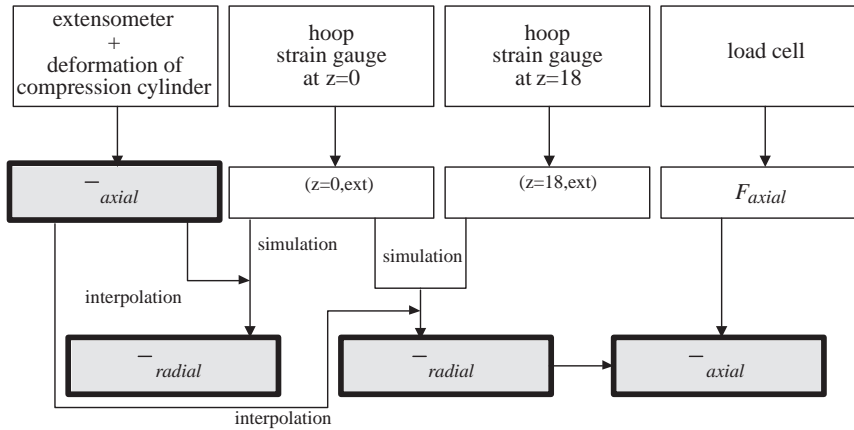 extensometer
+
deformation of
compression cylinder
hoop
strain gauge
at z=0
hoop
strain gauge
at z=18
load cell
– axial
(z=0,ext)
(z=18,ext)
F axial
simulation
simulation
interpolation
– radial
– radial
– axial
interpolation